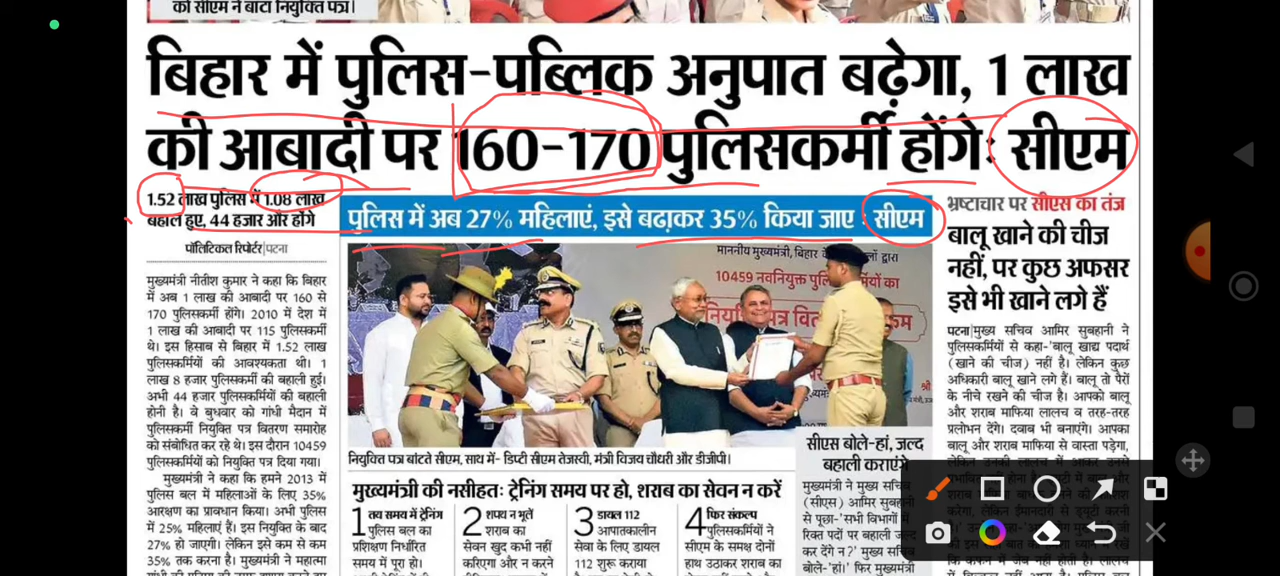 को सीएम ने बांटा नियुक्ति पत्र।
बिहार में पुलिस-पब्लिक अनुपात बढ़ेगा, 1 लाख
की आबादी पर 160-170 पुलिसकर्मी होंगे: सीएम
1.52 लाख पुलिस में 1.08 लाख
बहाल हुए, 44 हजार और होंगे
पॉलिटिकल रिपोर्टर|पटना
मुख्यमंत्री नीतीश कुमार ने कहा कि बिहार
में अब 1 लाख की आबादी पर 160 से
170 पुलिसकर्मी होंगे। 2010 में देश में
1 लाख की आबादी पर 115 पुलिसकर्मी
थे। इस हिसाब से बिहार में 1.52 लाख
पुलिसकर्मियों की आवश्यकता थी। 1
लाख 8 हजार पुलिसकर्मी की बहाली हुई।
अभी 44 हजार पुलिसकर्मियों की बहाली
होनी है। वे बुधवार को गांधी मैदान में
पुलिसकर्मी नियुक्ति पत्र वितरण समारोह
को संबोधित कर रहे थे। इस दौरान 10459
पुलिसकर्मियों को नियुक्ति पत्र दिया गया।
मुख्यमंत्री ने कहा कि हमने 2013 में
पुलिस बल में महिलाओं के लिए 35%
आरक्षण का प्रावधान किया। अभी पुलिस
में 25% महिलाएं हैं। इस नियुक्ति के बाद
27% हो जाएगी। लेकिन इसे कम से कम
35% तक करना है। मुख्यमंत्री ने महात्मा
पुलिस में अब 27% महिलाएं, इसे बढ़ाकर 35% किया जाए : सीएम
माननीय मुख्यमंत्री, बिहार के द्वारा
10459 नवनियुक्त पुलिस र्मियों का
नियुक्ति पत्र वित
नियुक्ति पत्र बांटते सीएम, साथ में- डिप्टी सीएम तेजस्वी, मंत्री विजय चौधरी और डीजीपी।
मुख्यमंत्री की नसीहतः ट्रेनिंग समय पर हो, शराब का सेवन न करें
1 तय समय में ट्रेनिंग
पुलिस बल का
प्रशिक्षण निर्धारित
समय में पूरा हो।
2 शपथ न भूलें
शराब का
सेवन खुद कभी नहीं
करिएगा और न करने
3 डायल 112
आपातकालीन
सेवा के लिए डायल
112 शुरू कराया
4 फिर संकल्प
पुलिसकर्मियों ने
सीएम के समक्ष दोनों
हाथ उठाकर शराब का
सीएस बोले-हां, जल्द
बहाली कराएंगे
मुख्यमंत्री ने मुख्य सचिव
(सीएस) आमिर सुबहानी
से पूछा-'सभी विभागों में
रिक्त पदों पर बहाली जल्द
कर देंगे न?' मुख्य सचिव
बोले-'हां।' फिर मुख्यमंत्री
भ्रष्टाचार पर सीएस का तंज
बालू खाने की चीज
नहीं, पर कुछ अफसर
इसे भी खाने लगे हैं
पटना|मुख्य सचिव आमिर सुबहानी ने
पुलिसकर्मियों से कहा-'बालू खाद्य पदार्थ
(खाने की चीज) नहीं है। लेकिन कुछ
अधिकारी बालू खाने लगे हैं। बालू तो पैरों
के नीचे रखने की चीज है। आपको बालू
और शराब माफिया लालच व तरह-तरह
प्रलोभन देंगे। दवाब भी बनाएंगे। आपका
बालू और शराब माफिया से वास्ता पड़ेगा,